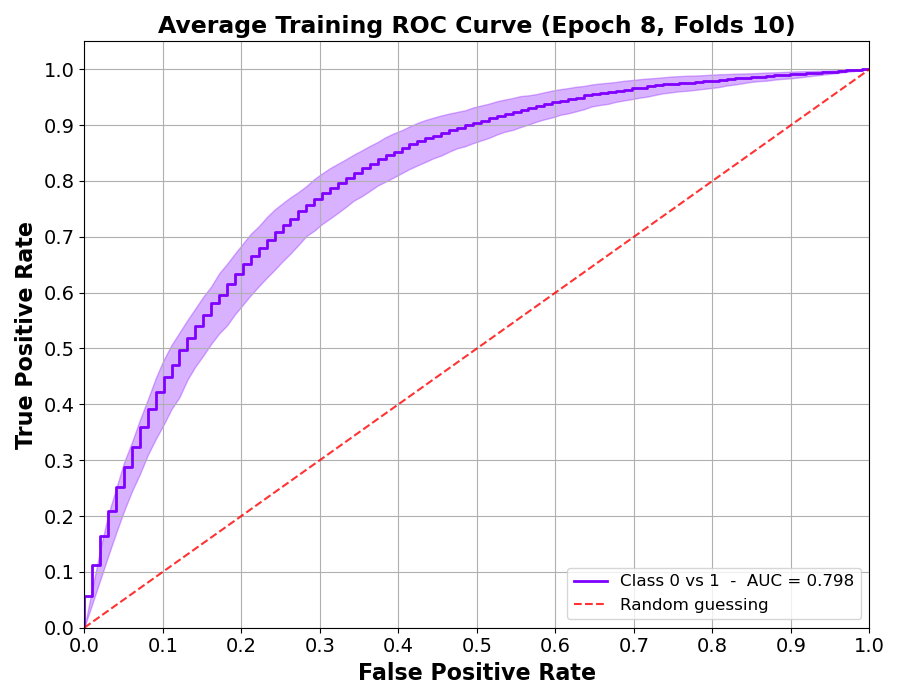 Average Training ROC Curve (Epoch 8, Folds 10)
True Positive Rate
1.0
0.9
0.8
0.7
0.6
0.5
0.4
0.3
0.2
0.1
0.0
Class 0 vs 1 - AUC = 0.798
Random guessing
0.0 0.1 0.2 0.3 0.4 0.5 0.6 0.7 0.8 0.9 1.0
False Positive Rate